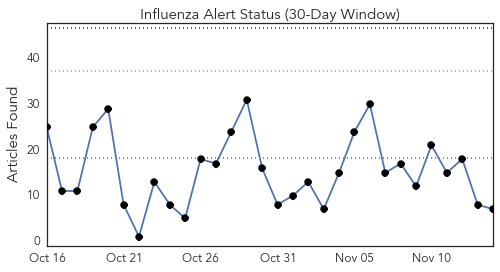 Influenza Alert Status (30-Day Window)
Articles Found
40
30
20
10
0
Oct 16 Oct 21 Oct 26 Oct 31 Nov 05 Nov 10